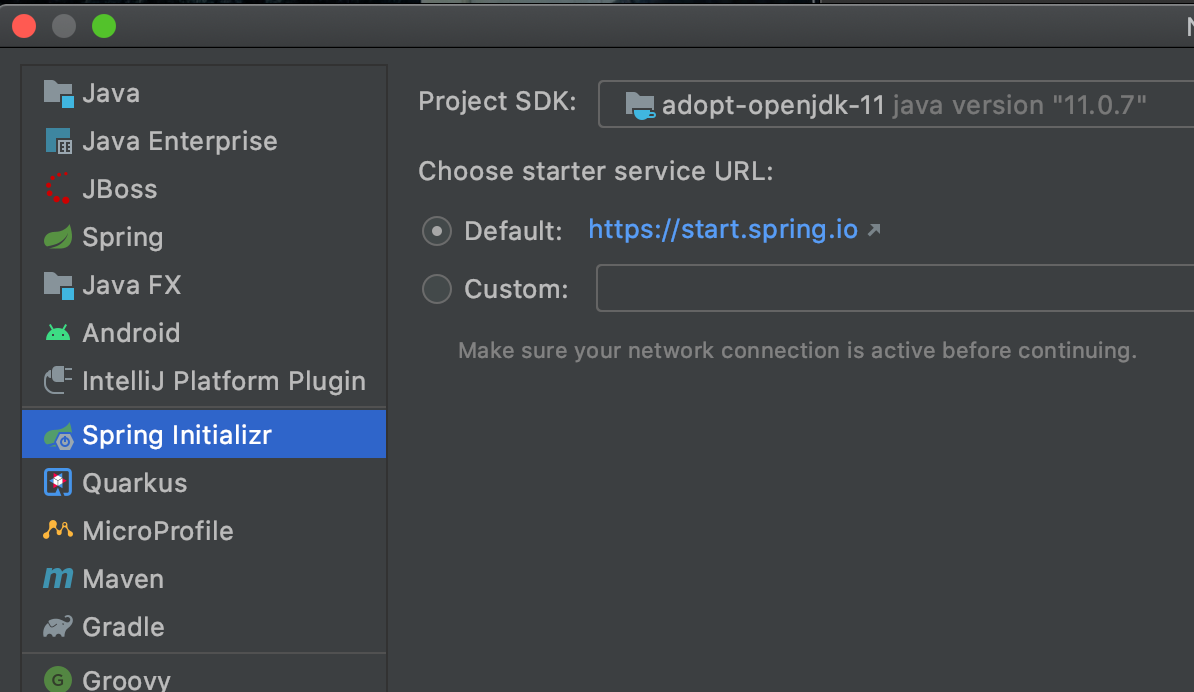 Java
Java Enterprise
JBoss
Spring
Java FX
Android
IntelliJ Platform Plugin
Spring Initializr
Quarkus
MicroProfile
Maven
Gradle
Groovy
Project SDK: adopt-openjdk-11 java version "11.0.7"
Choose starter service URL:
Default: https://start.spring.io
Custom:
Make sure your network connection is active before continuing.